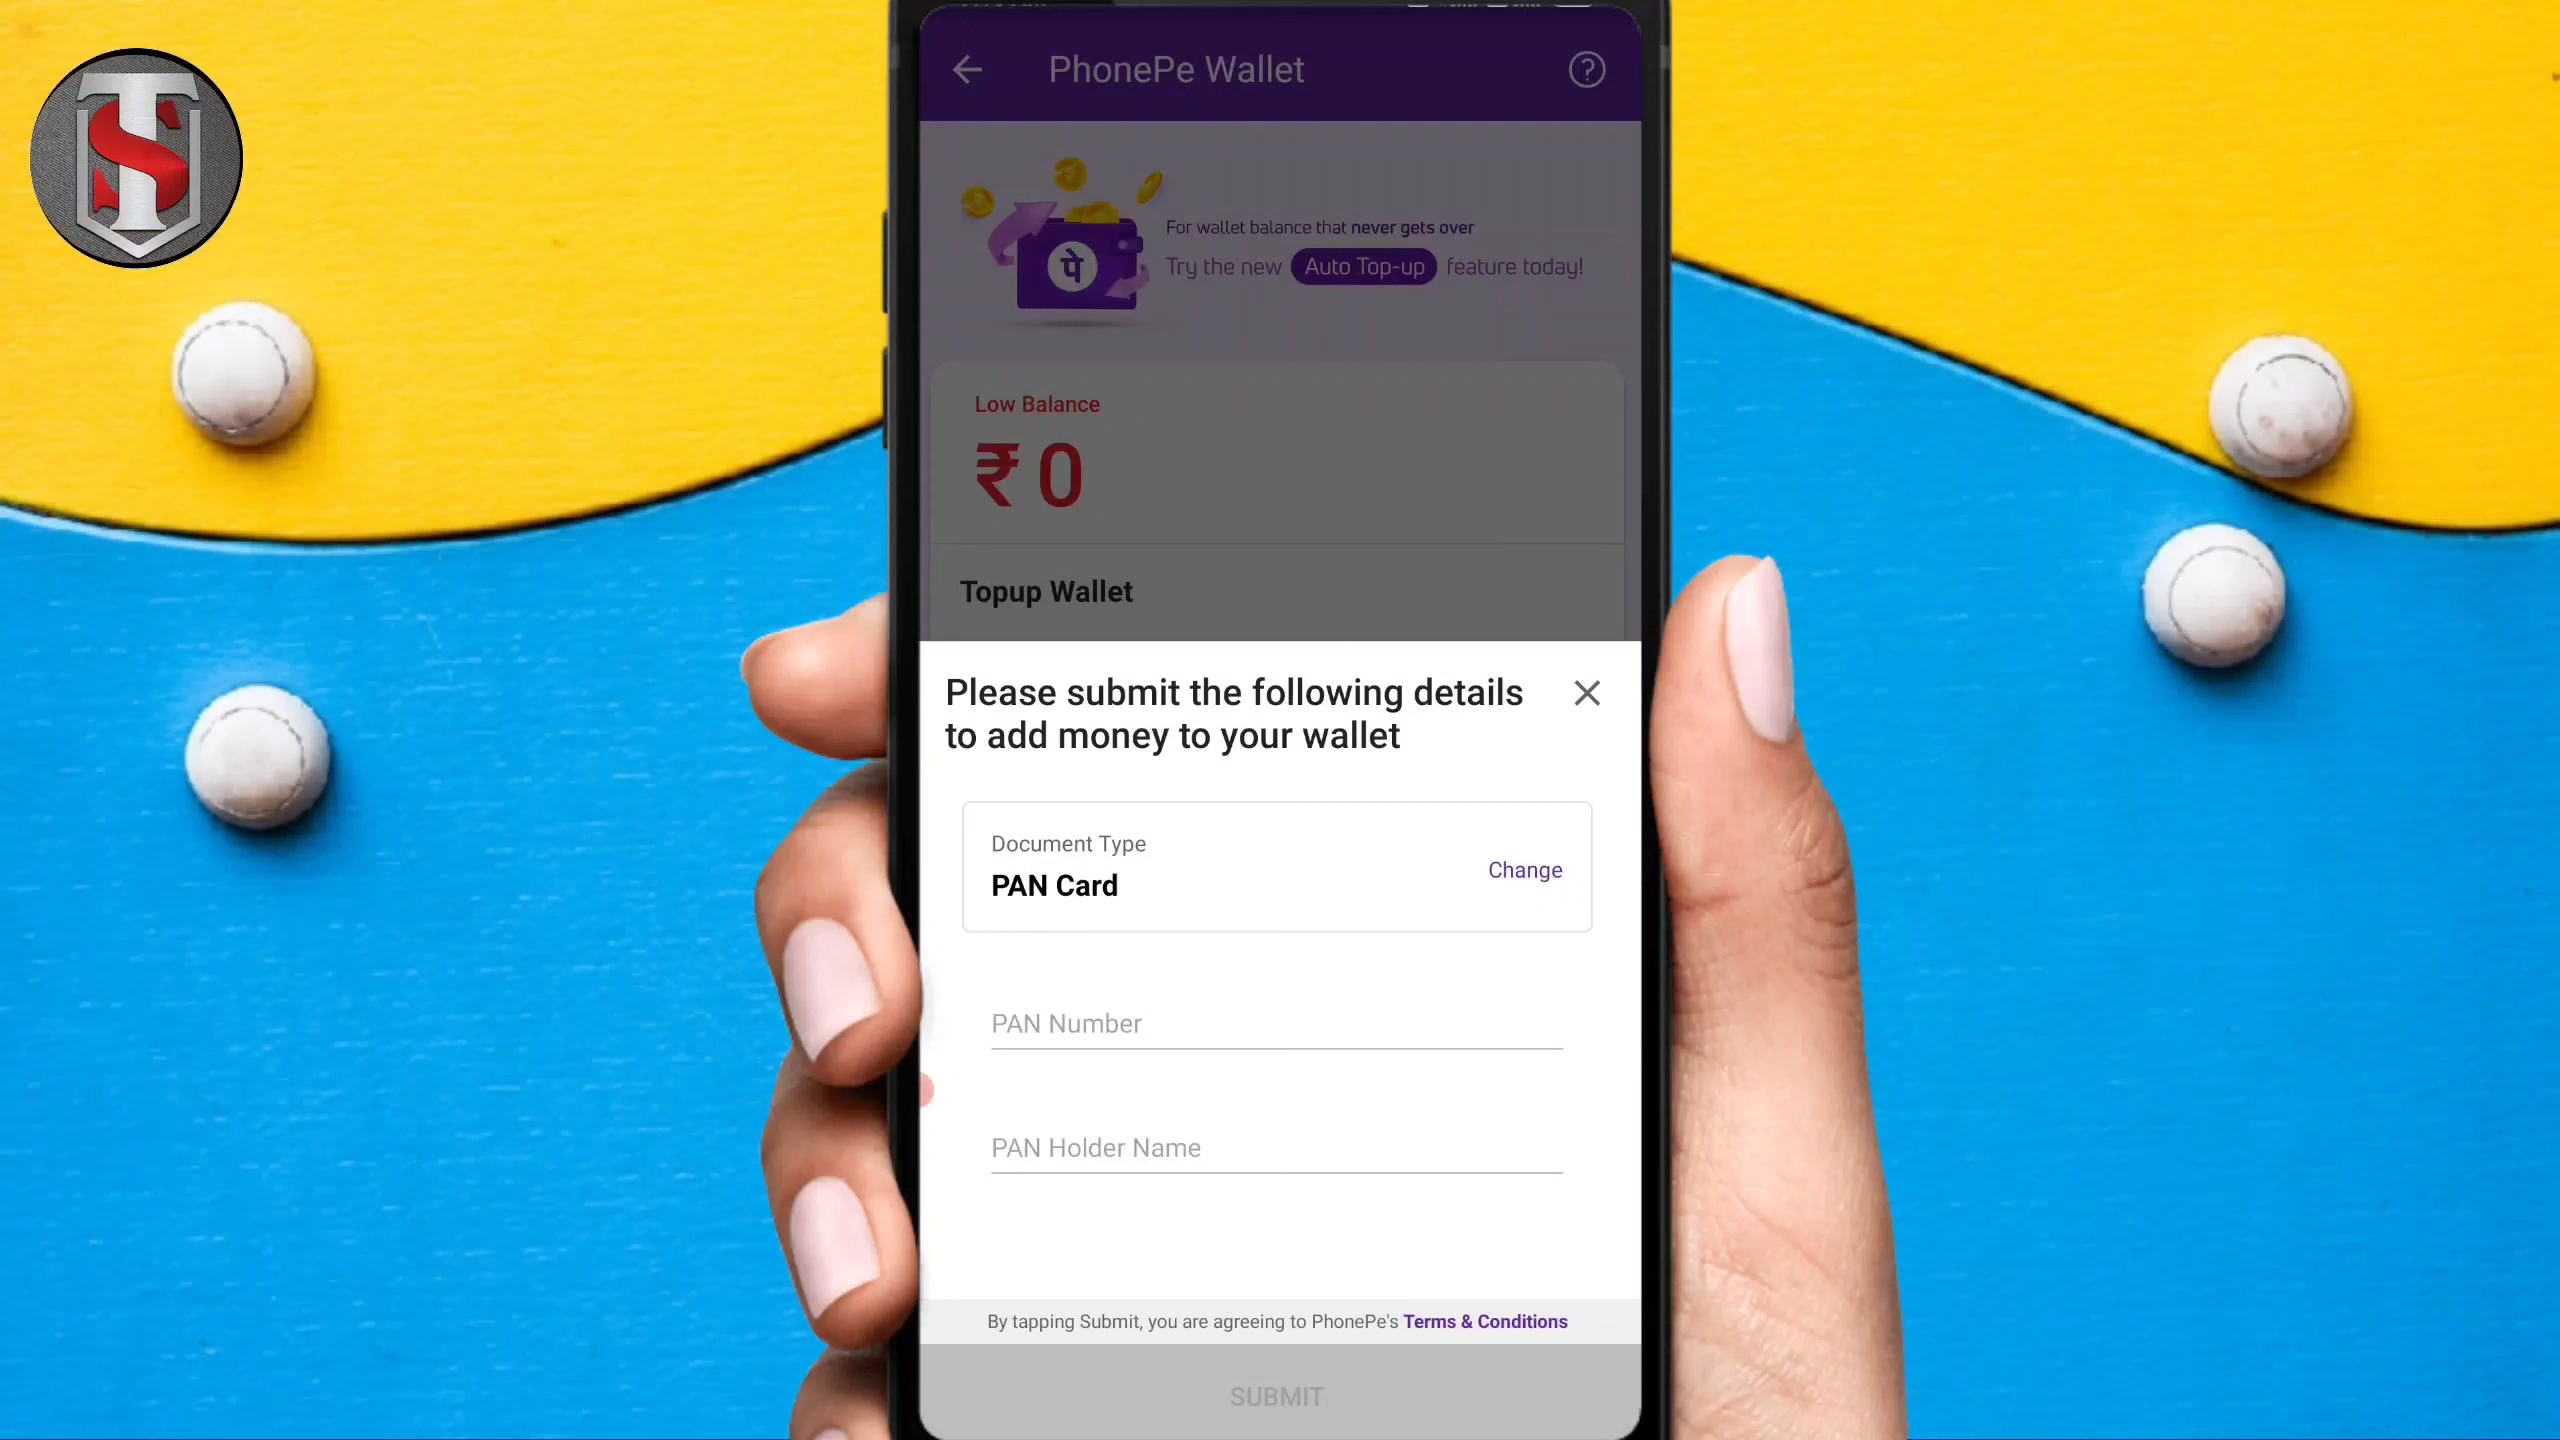 TS
PhonePe Wallet
For wallet balance that never gets over
Try the new Auto Top-up feature today!
पे
Low Balance
₹ 0
Topup Wallet
Please submit the following details
to add money to your wallet
Document Type
PAN Card
Change
PAN Number
PAN Holder Name
By tapping Submit, you are agreeing to PhonePe's Terms & Conditions
SUBMIT